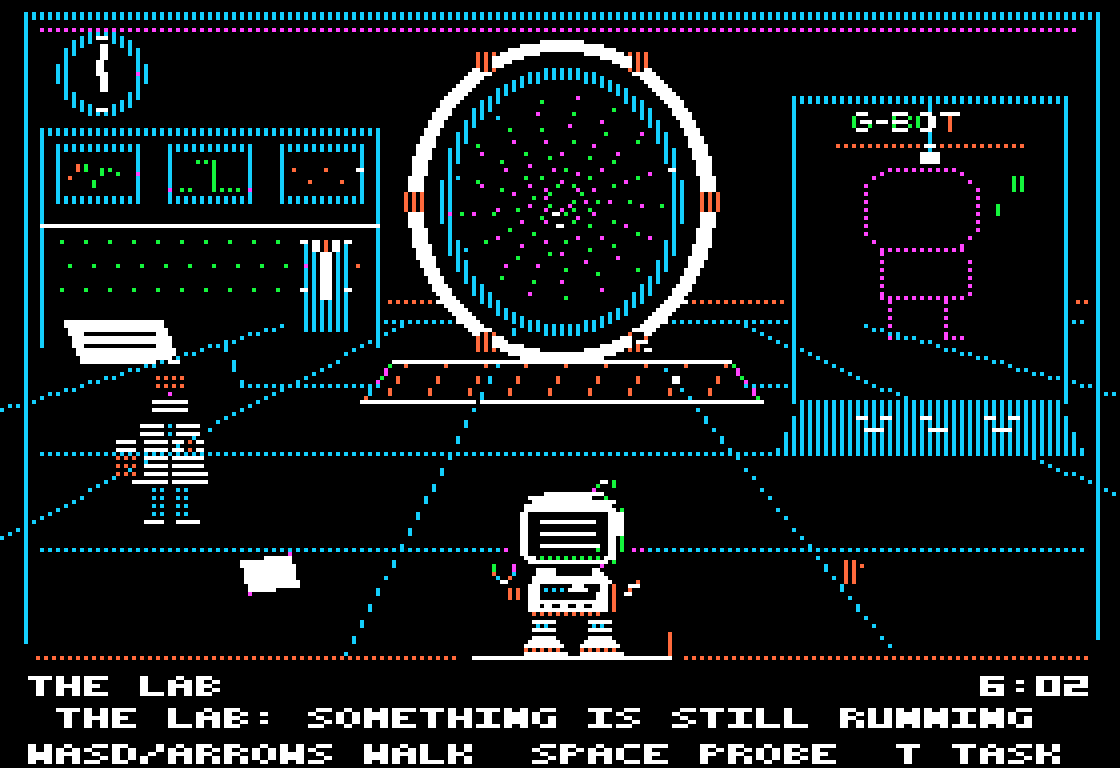 G-BOT
THE LAB 6:02
THE LAB: SOMETHING IS STILL RUNNING
WASD/ARROWS WALK SPACE PROBE T TASK